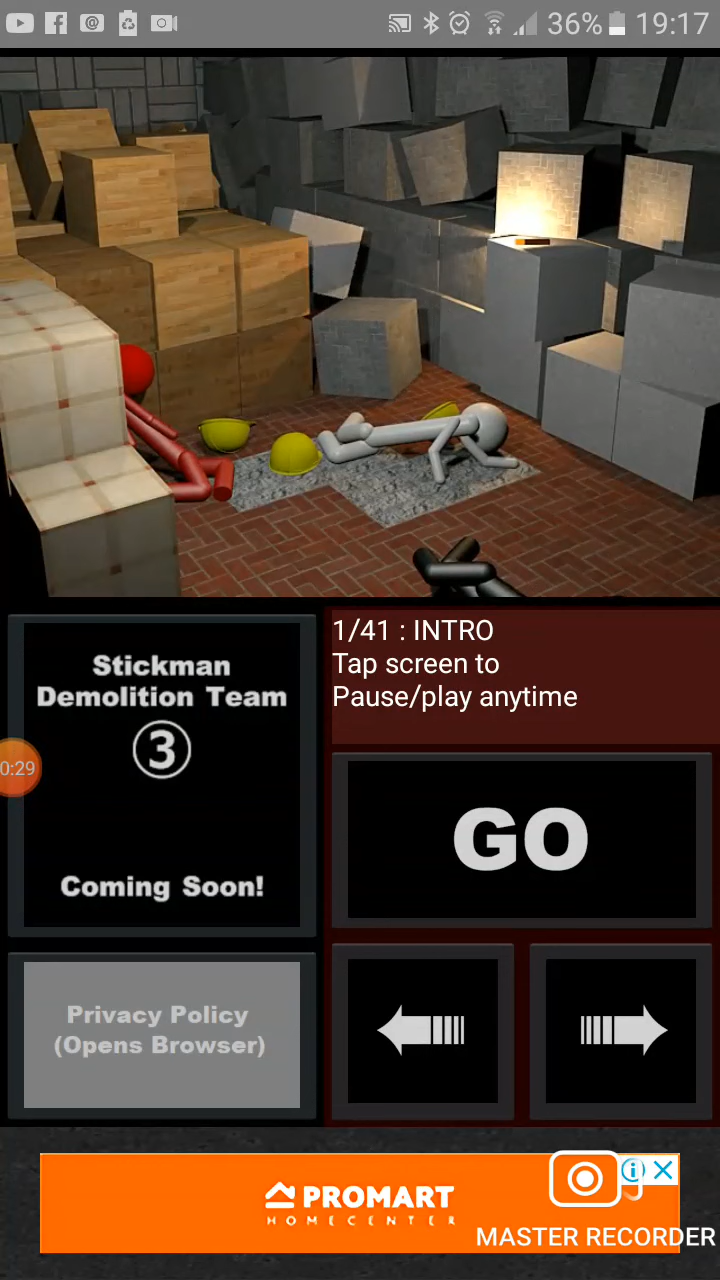 36% 19:17
Stickman
Demolition Team
3
Coming Soon!
Privacy Policy
(Opens Browser)
0:29
1/41 : INTRO
Tap screen to
Pause/play anytime
GO
PROMART
HOMECENTER
MASTER RECORDER